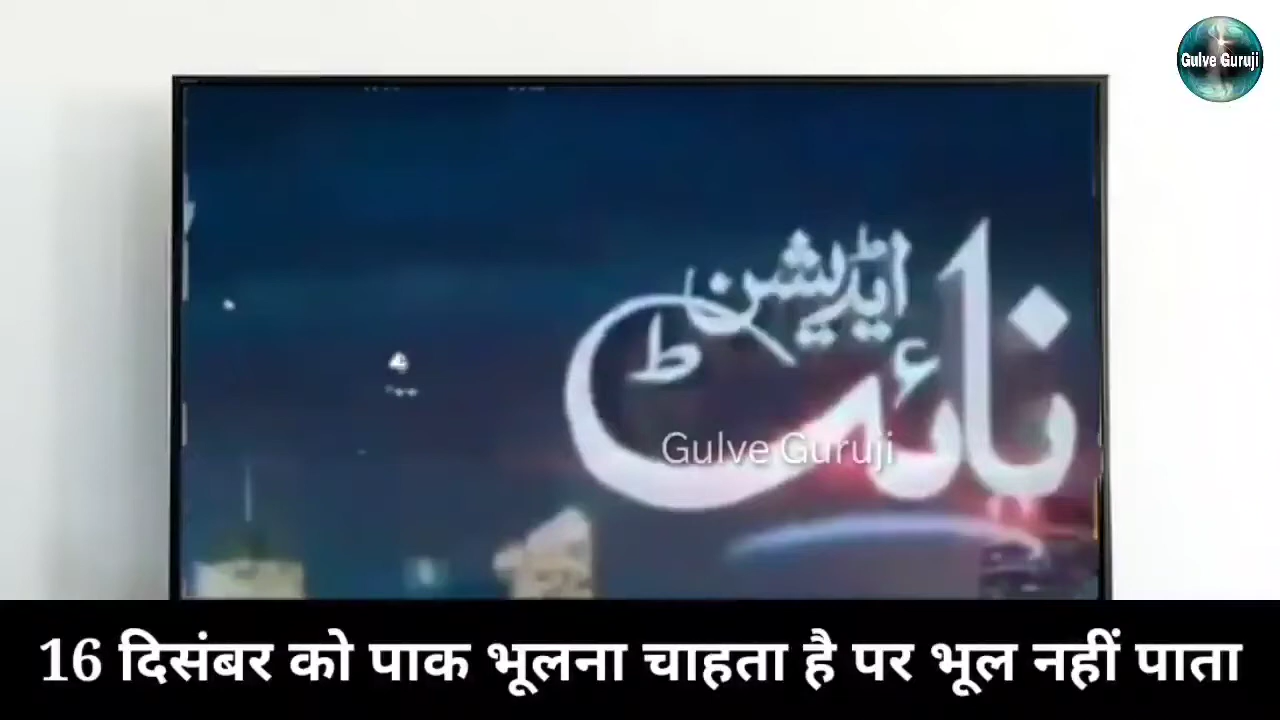 Gulve Guruji
نائٹ
ایڈیشن
Gulve Guruji
16 दिसंबर को पाक भूलना चाहता है पर भूल नहीं पाता